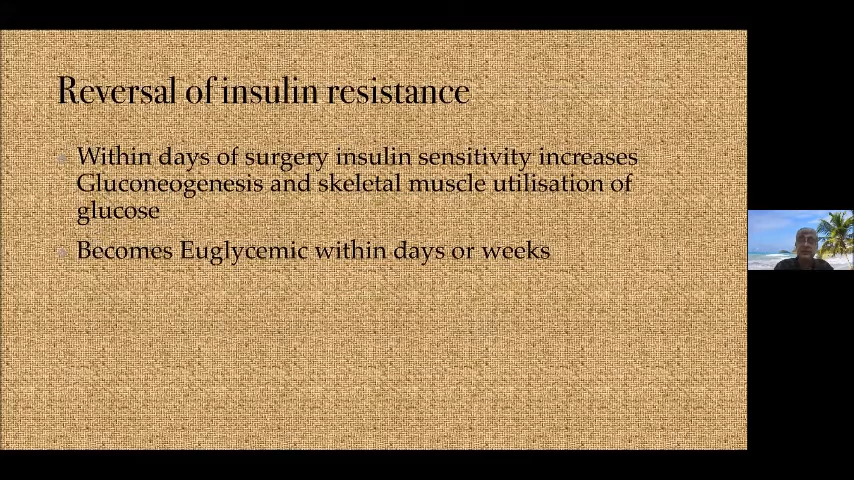 Reversal of insulin resistance
Within days of surgery insulin sensitivity increases
Gluconeogenesis and skeletal muscle utilisation of
glucose
Becomes Euglycemic within days or weeks